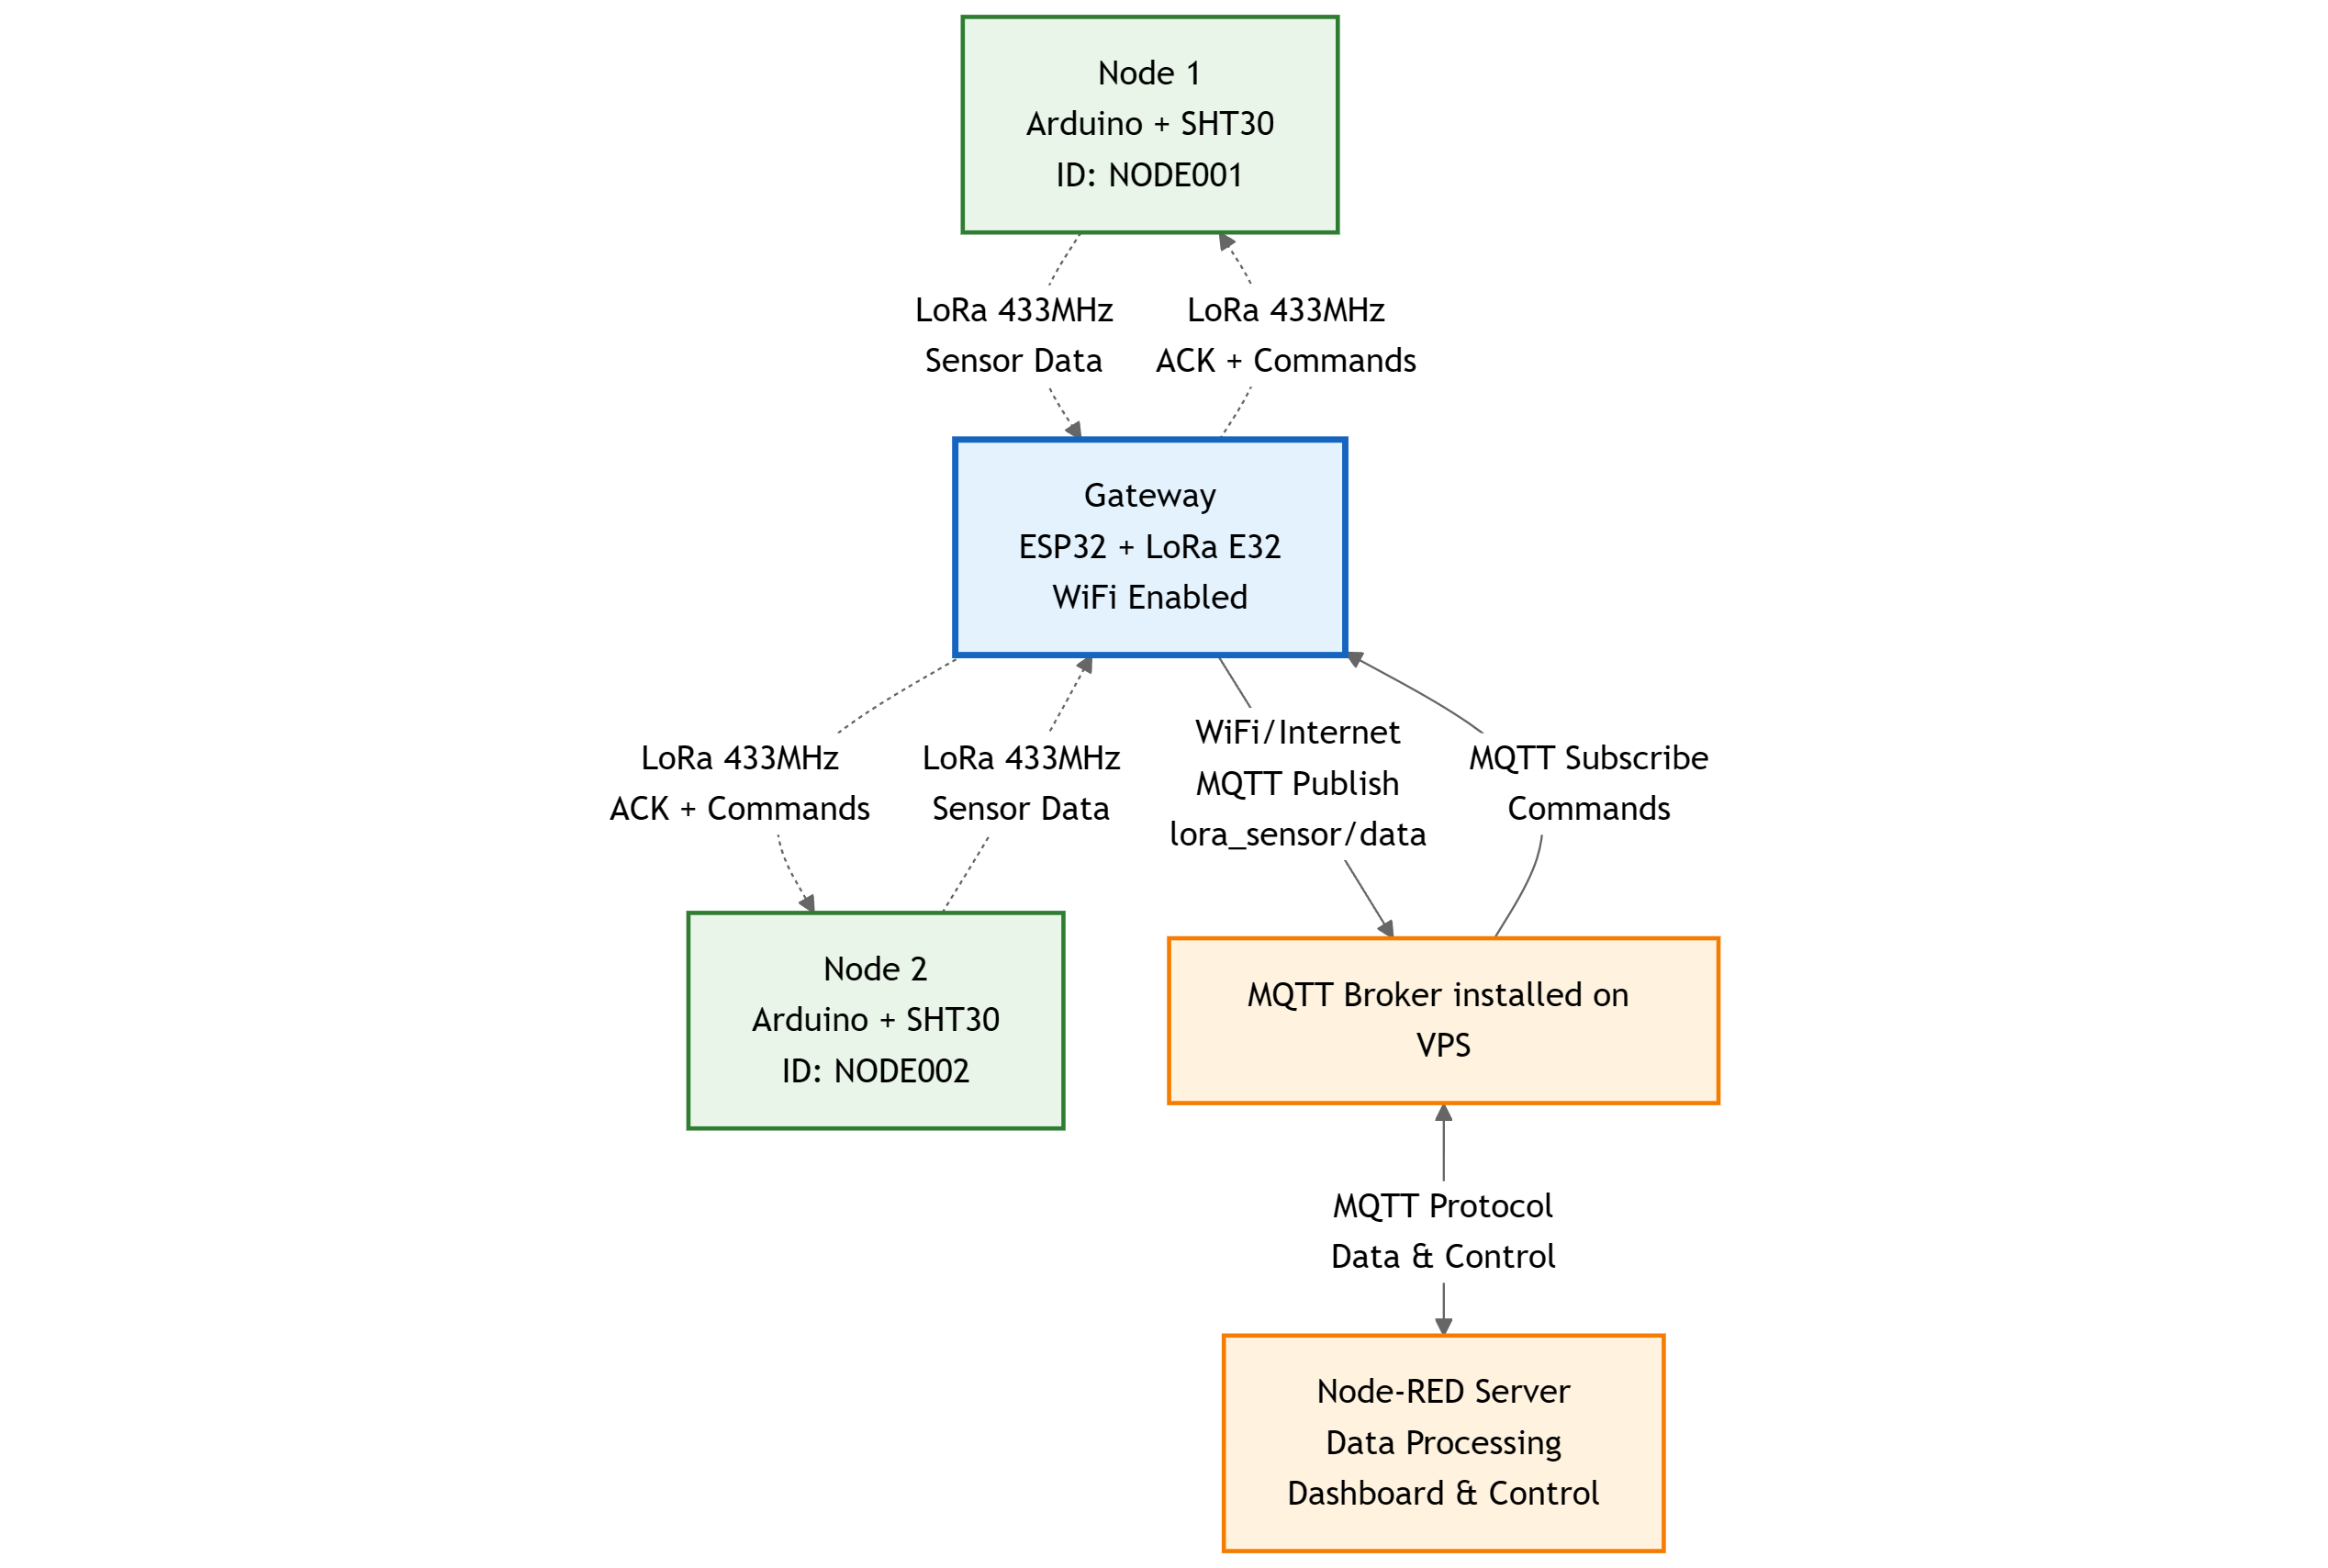 Node 1
Arduino + SHT30
ID: NODE001
LoRa 433MHz
Sensor Data
LoRa 433MHz
ACK + Commands
Gateway
ESP32 + LoRa E32
WiFi Enabled
LoRa 433MHz
ACK + Commands
LoRa 433MHz
Sensor Data
WiFi/Internet
MQTT Publish
lora_sensor/data
MQTT Subscribe
Commands
Node 2
Arduino + SHT30
ID: NODE002
MQTT Broker installed on
VPS
MQTT Protocol
Data & Control
Node-RED Server
Data Processing
Dashboard & Control